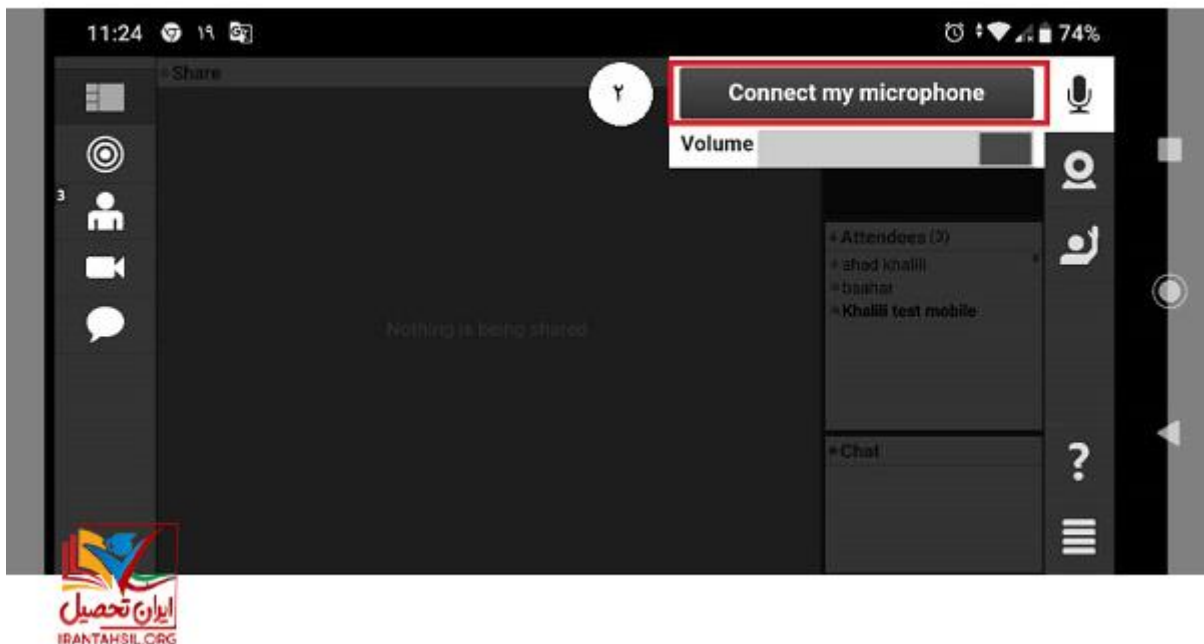 11:24 ۱۹ 74%
Share
۲
Connect my microphone
Volume
3
Attendees (3)
ahad khalili
baahar
Khalili test mobile
Nothing is being shared
Chat
?
ایران تحصیل
IRANTAHSIL.ORG